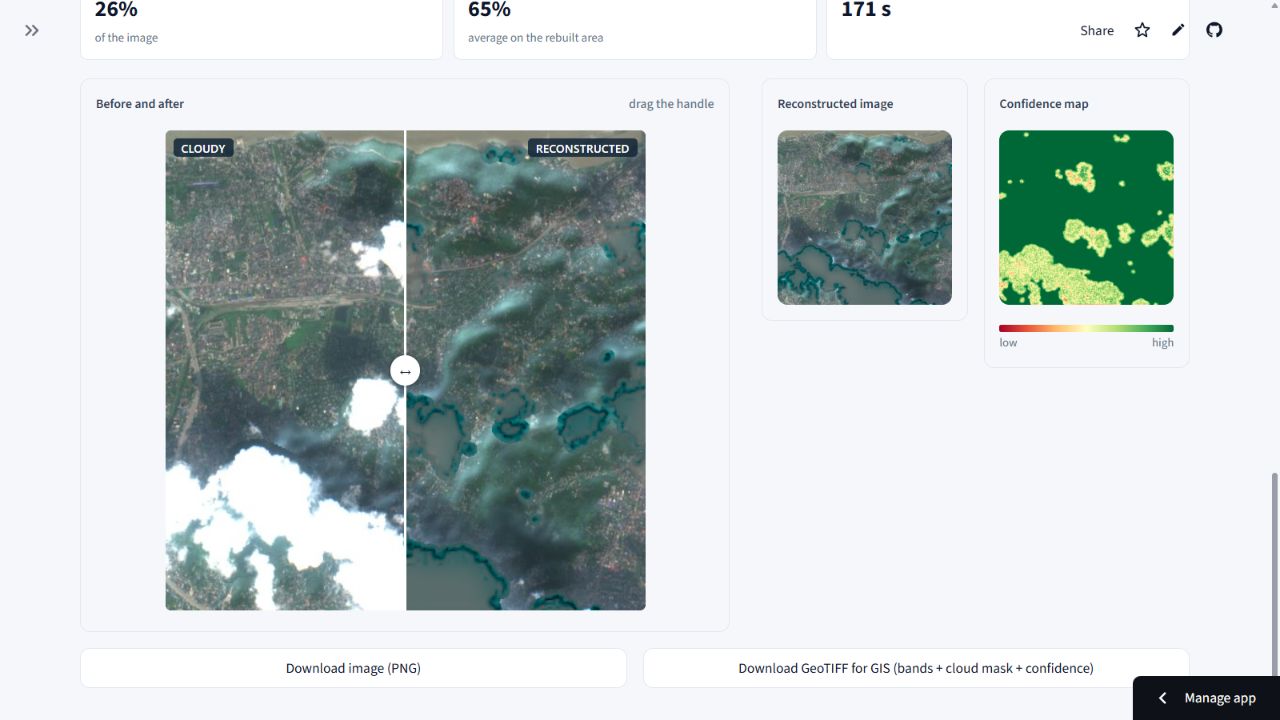 26%
65%
171 s
of the image
average on the rebuilt area
Share
Before and after
drag the handle
Reconstructed image
Confidence map
CLOUDY
RECONSTRUCTED
low
high
Download image (PNG)
Download GeoTIFF for GIS (bands + cloud mask + confidence)
Manage app